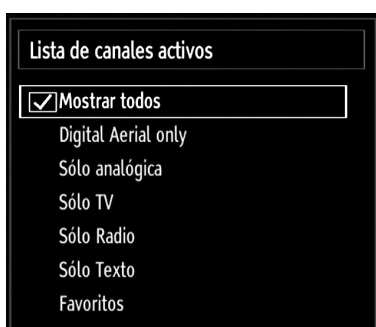 Lista de canales activos
Mostrar todos
Digital Aerial only
Sólo analógica
Sólo TV
Sólo Radio
Sólo Texto
Favoritos